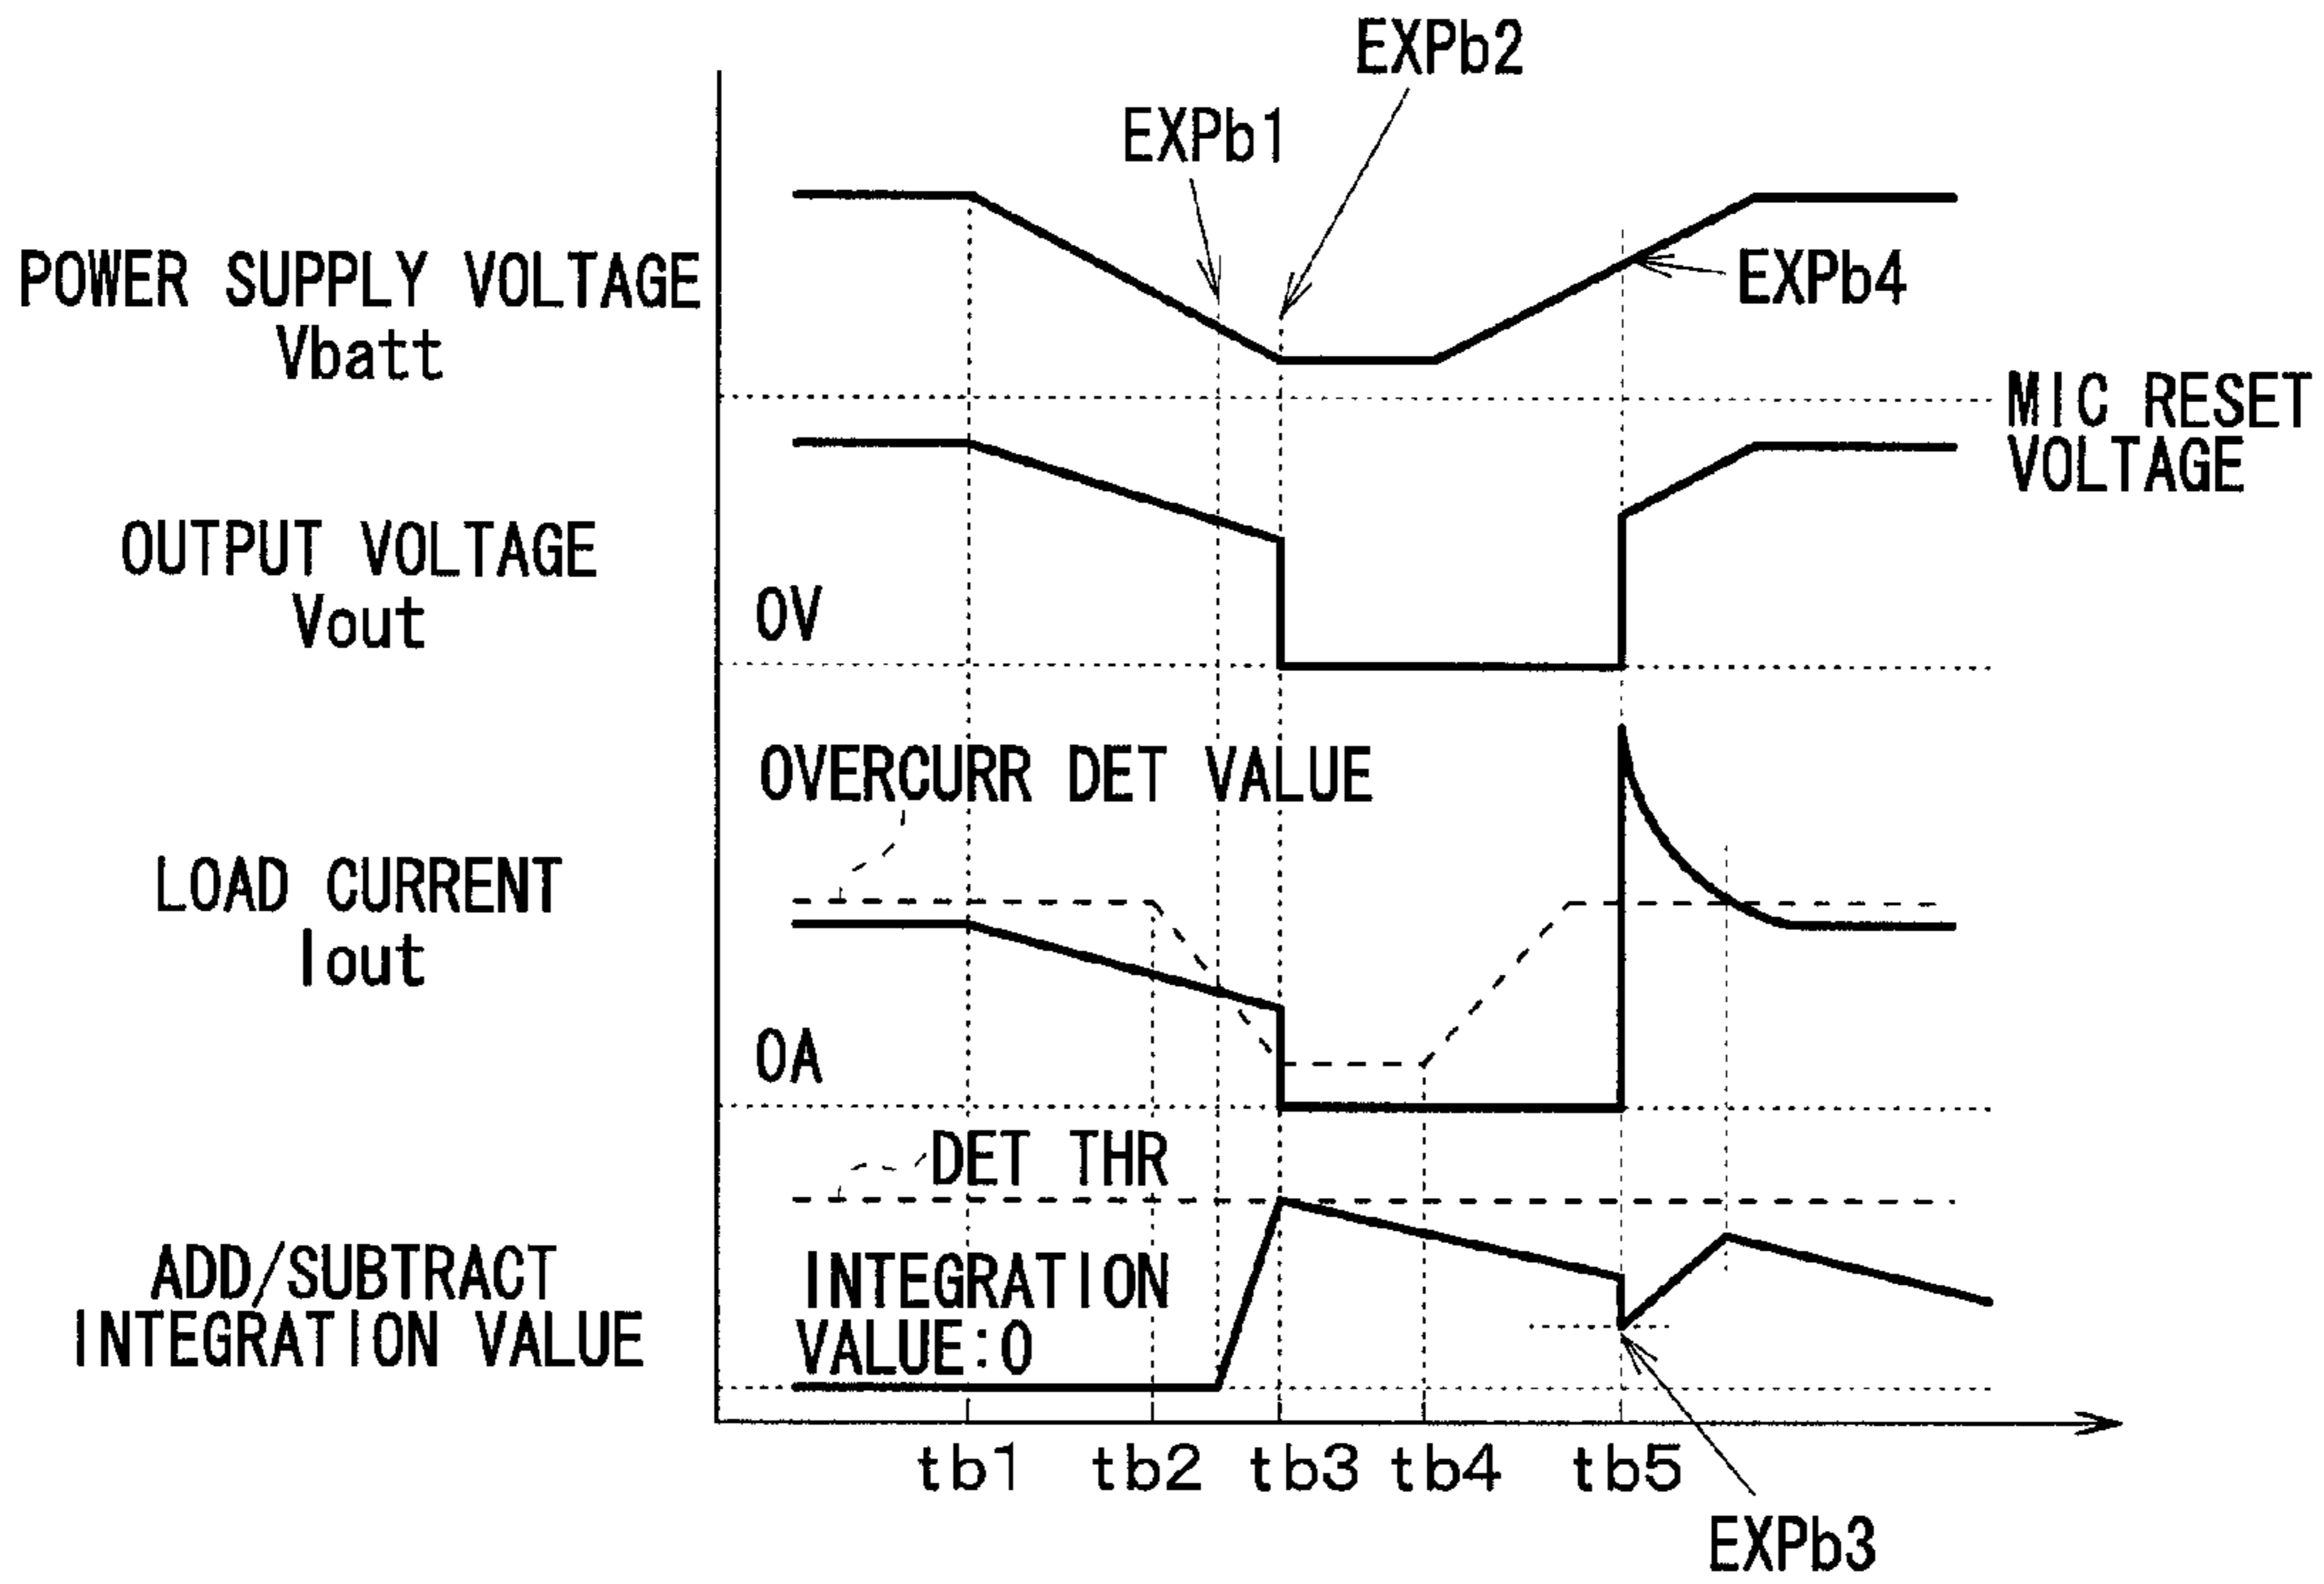 EXPb2
EXPb1
POWER SUPPLY VOLTAGE
Vbatt
EXPb4
MIC RESET
VOLTAGE
OUTPUT VOLTAGE
Vout
0V
OVERCURR DET VALUE
LOAD CURRENT
Iout
0A
DET THR
ADD/SUBTRACT
INTEGRATION VALUE
INTEGRATION
VALUE:0
tb1 tb2 tb3 tb4 tb5
EXPb3